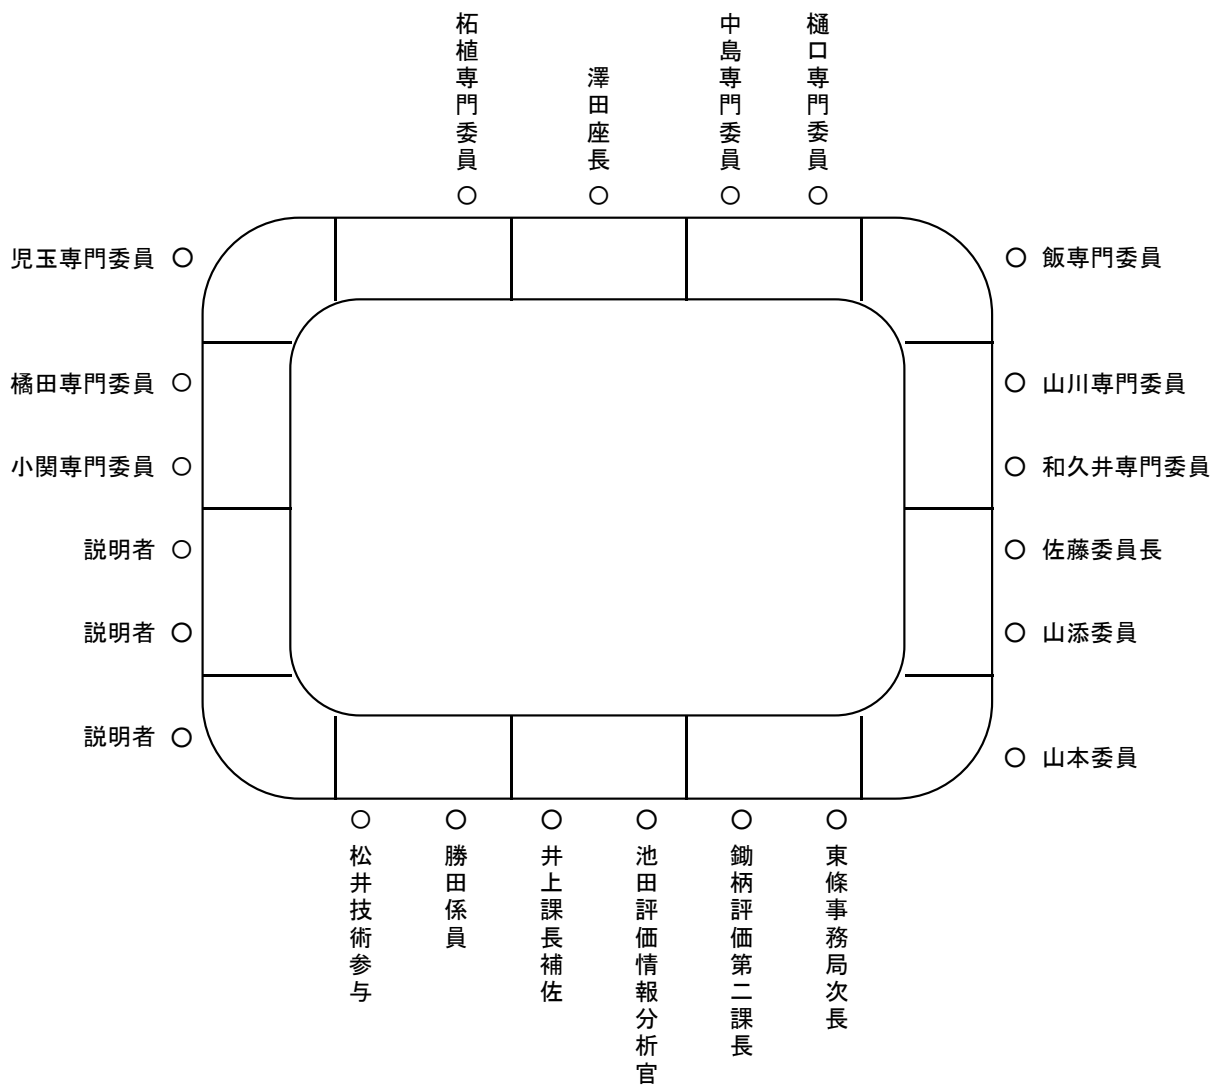 柘植専門委員
澤田座長
中島専門委員
樋口専門委員
児玉専門委員
飯専門委員
橘田専門委員
山川専門委員
小関専門委員
和久井専門委員
説明者
佐藤委員長
説明者
山添委員
説明者
山本委員
松井技術参与
勝田係員
井上課長補佐
池田評価情報分析官
鋤柄評価第二課長
東條事務局次長